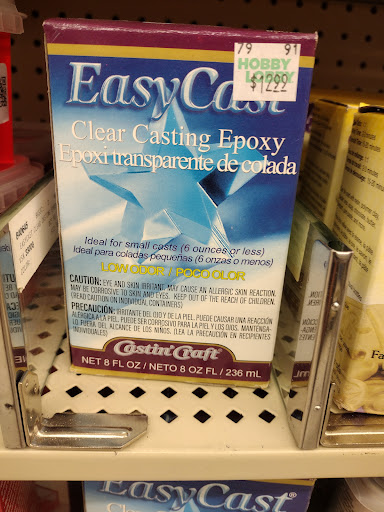 79 91
HOBBY
LOBBY
$12.99
EasyCast
Clear Casting Epoxy
Epoxi transparente de colada
Ideal for small casts (6 ounces or less)
Ideal para coladas pequeñas (6 onzas o menos)
LOW ODOR / POCO OLOR
CAUTION: EYE AND SKIN IRRITANT. MAY CAUSE AN ALLERGIC SKIN REACTION.
MAY BE CORROSIVE TO SKIN AND EYES. KEEP OUT OF THE REACH OF CHILDREN.
(READ CAUTION ON INDIVIDUAL CONTAINERS)
PRECAUCIÓN: IRRITANTE DEL OJO Y DE LA PIEL. PUEDE CAUSAR UNA REACCIÓN
ALÉRGICA A LA PIEL. PUEDE SER CORROSIVO PARA LA PIEL Y LOS OJOS. MANTENGA-
LO FUERA DEL ALCANCE DE LOS NIÑOS. (LEA LA PRECAUCIÓN EN RECIPIENTES
INDIVIDUALES)
Castin' Craft®
NET 8 FL OZ / NETO 8 OZ FL / 236 mL
EasyCast®
Clear Casting Epoxy